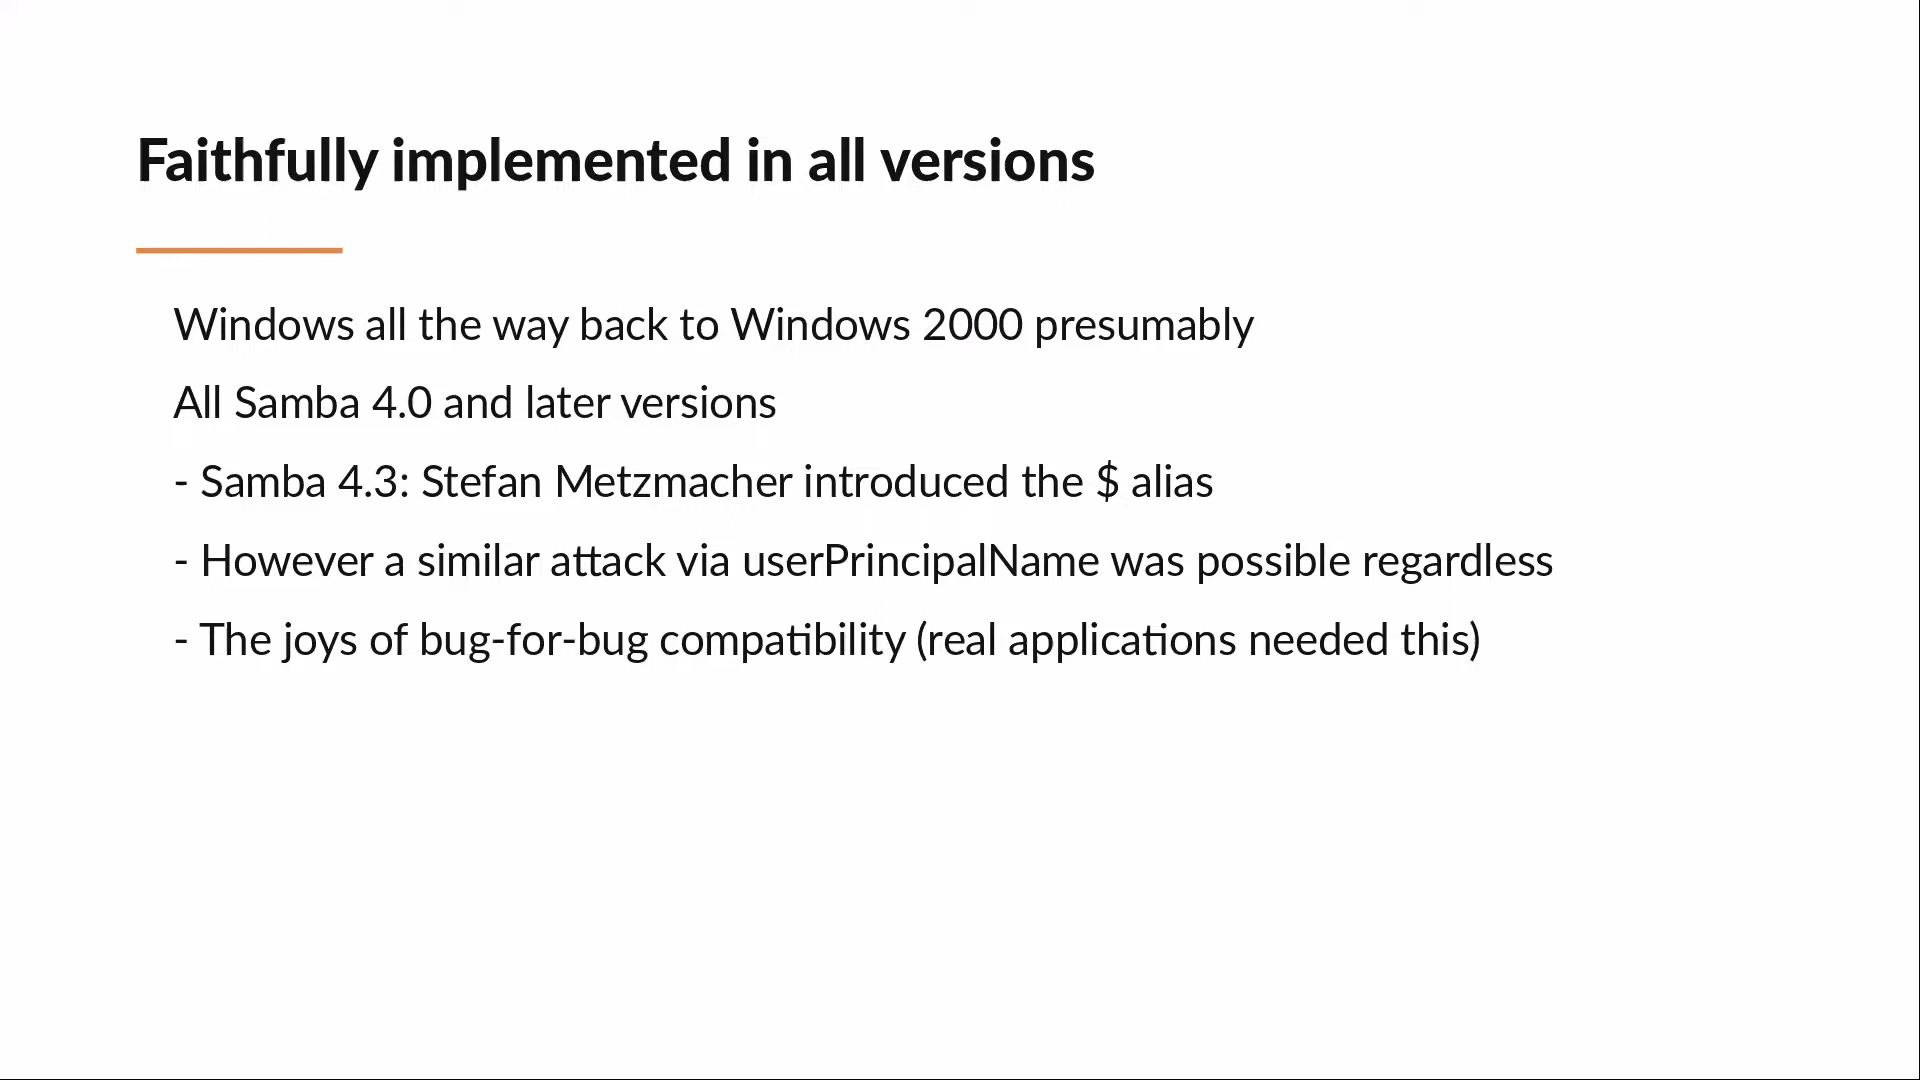 Faithfully implemented in all versions
Windows all the way back to Windows 2000 presumably
All Samba 4.0 and later versions
- Samba 4.3: Stefan Metzmacher introduced the $ alias
- However a similar attack via userPrincipalName was possible regardless
- The joys of bug-for-bug compatibility (real applications needed this)